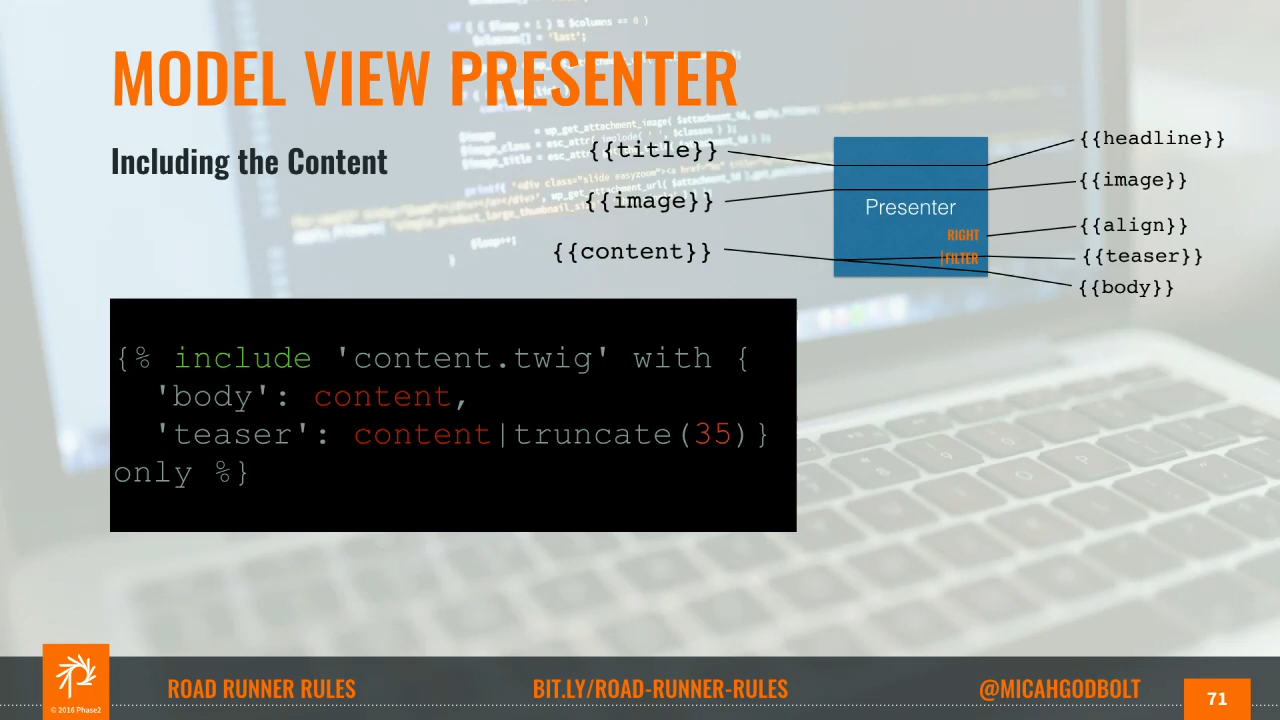 MODEL VIEW PRESENTER
Including the Content
{{title}}
{{image}}
{{content}}
Presenter
RIGHT
|FILTER
{{headline}}
{{image}}
{{align}}
{{teaser}}
{{body}}
{% include 'content.twig' with {
'body': content,
'teaser': content|truncate(35)}
only %}
© 2016 Phase2
ROAD RUNNER RULES
BIT.LY/ROAD-RUNNER-RULES
@MICAHGODBOLT
71